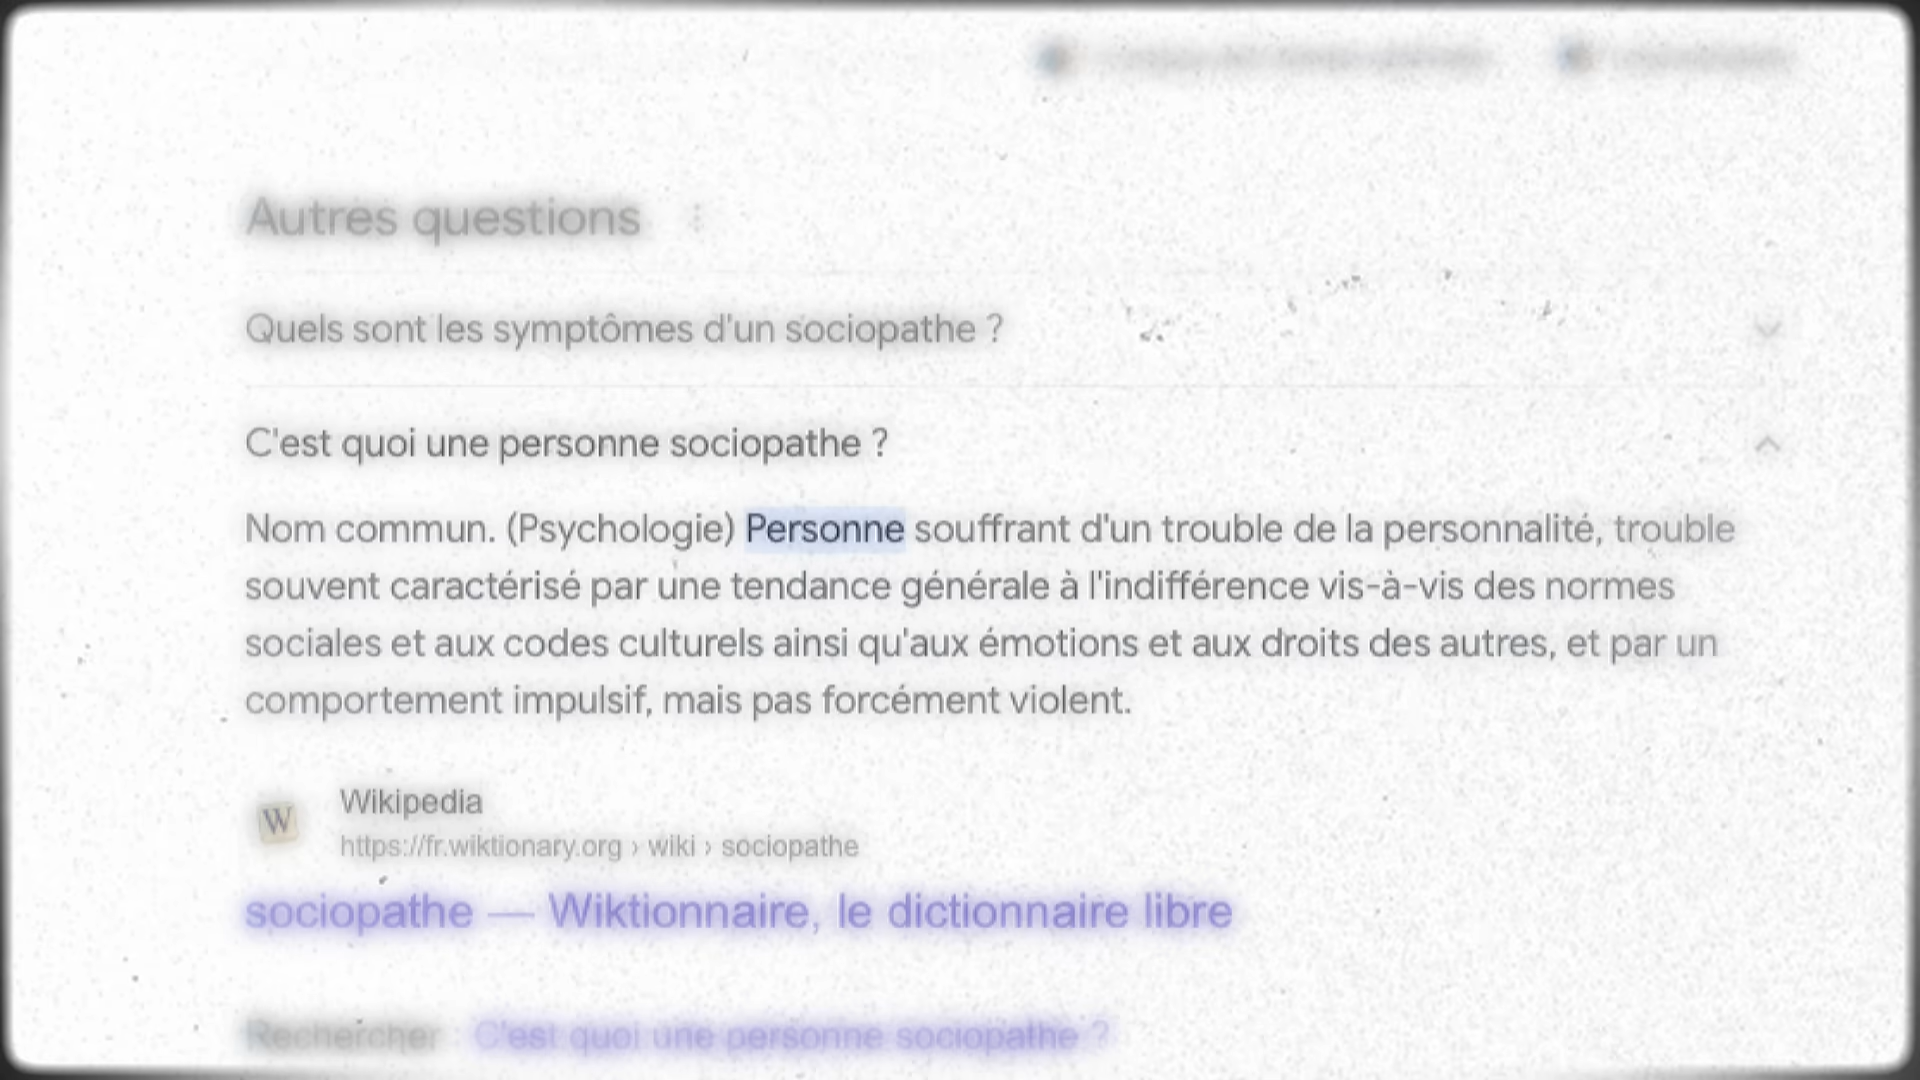 Autres questions
Quels sont les symptômes d'un sociopathe ?
C'est quoi une personne sociopathe ?
Nom commun. (Psychologie) Personne souffrant d'un trouble de la personnalité, trouble
souvent caractérisé par une tendance générale à l'indifférence vis-à-vis des normes
sociales et aux codes culturels ainsi qu'aux émotions et aux droits des autres, et par un
comportement impulsif, mais pas forcément violent.
W
Wikipedia
https://fr.wiktionary.org › wiki › sociopathe
sociopathe — Wiktionnaire, le dictionnaire libre
Rechercher : C'est quoi une personne sociopathe ?